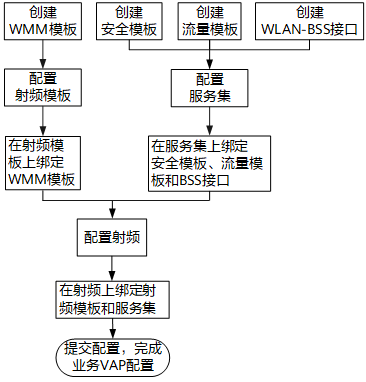 创建
WMM模板
创建
安全模板
创建
流量模板
创建
WLAN-BSS接口
配置
射频模板
配置
服务集
在射频模
板上绑定
WMM模板
在服务集上绑定
安全模板、流量模
板和BSS接口
配置射频
在射频上绑定射
频模板和服务集
提交配置，完成
业务VAP配置